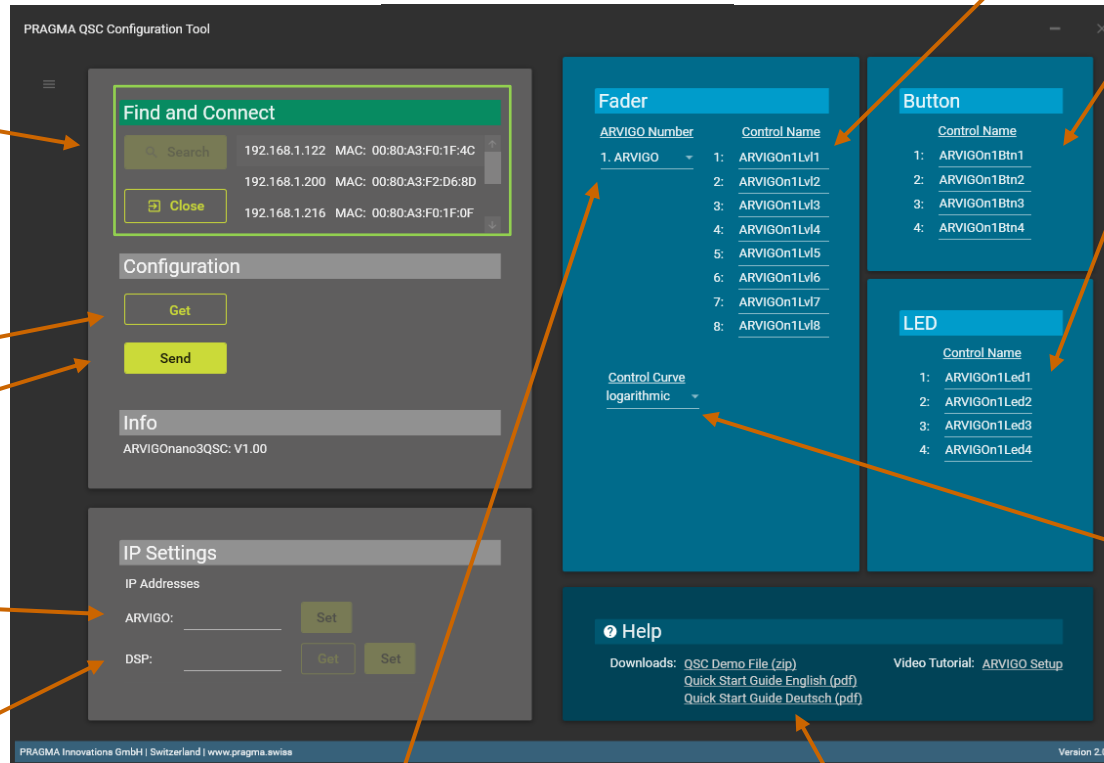 PRAGMA QSC Configuration Tool
Find and Connect
Search
192.168.1.122 MAC: 00:80:A3:F0:1F:4C
192.168.1.200 MAC: 00:80:A3:F2:D6:8D
Close
192.168.1.216 MAC: 00:80:A3:F0:1F:0F
Configuration
Get
Send
Info
ARVIGOnano3QSC: V1.00
IP Settings
IP Addresses
ARVIGO:
Set
DSP:
Get
Set
Fader
ARVIGO Number
Control Name
1. ARVIGO
1: ARVIGOn1Lvl1
2: ARVIGOn1Lvl2
3: ARVIGOn1Lvl3
4: ARVIGOn1Lvl4
5: ARVIGOn1Lvl5
6: ARVIGOn1Lvl6
7: ARVIGOn1Lvl7
8: ARVIGOn1Lvl8
Control Curve
logarithmic
Button
Control Name
1: ARVIGOn1Btn1
2: ARVIGOn1Btn2
3: ARVIGOn1Btn3
4: ARVIGOn1Btn4
LED
Control Name
1: ARVIGOn1Led1
2: ARVIGOn1Led2
3: ARVIGOn1Led3
4: ARVIGOn1Led4
Help
Downloads: QSC Demo File (zip)
Quick Start Guide English (pdf)
Quick Start Guide Deutsch (pdf)
Video Tutorial: ARVIGO Setup
PRAGMA Innovations GmbH | Switzerland | www.pragma.swiss
Version 2.0